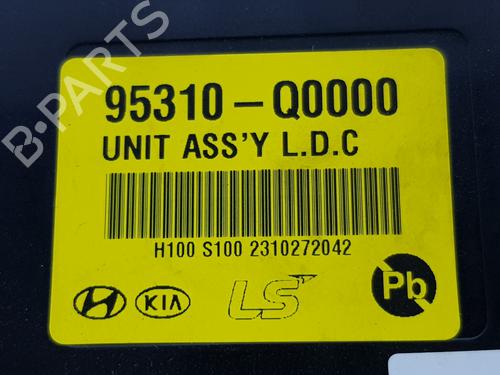 95310-Q0000
UNIT ASS'Y L.D.C
H100 S100 2310272042
KIA
LS
Pb
B-PARTS